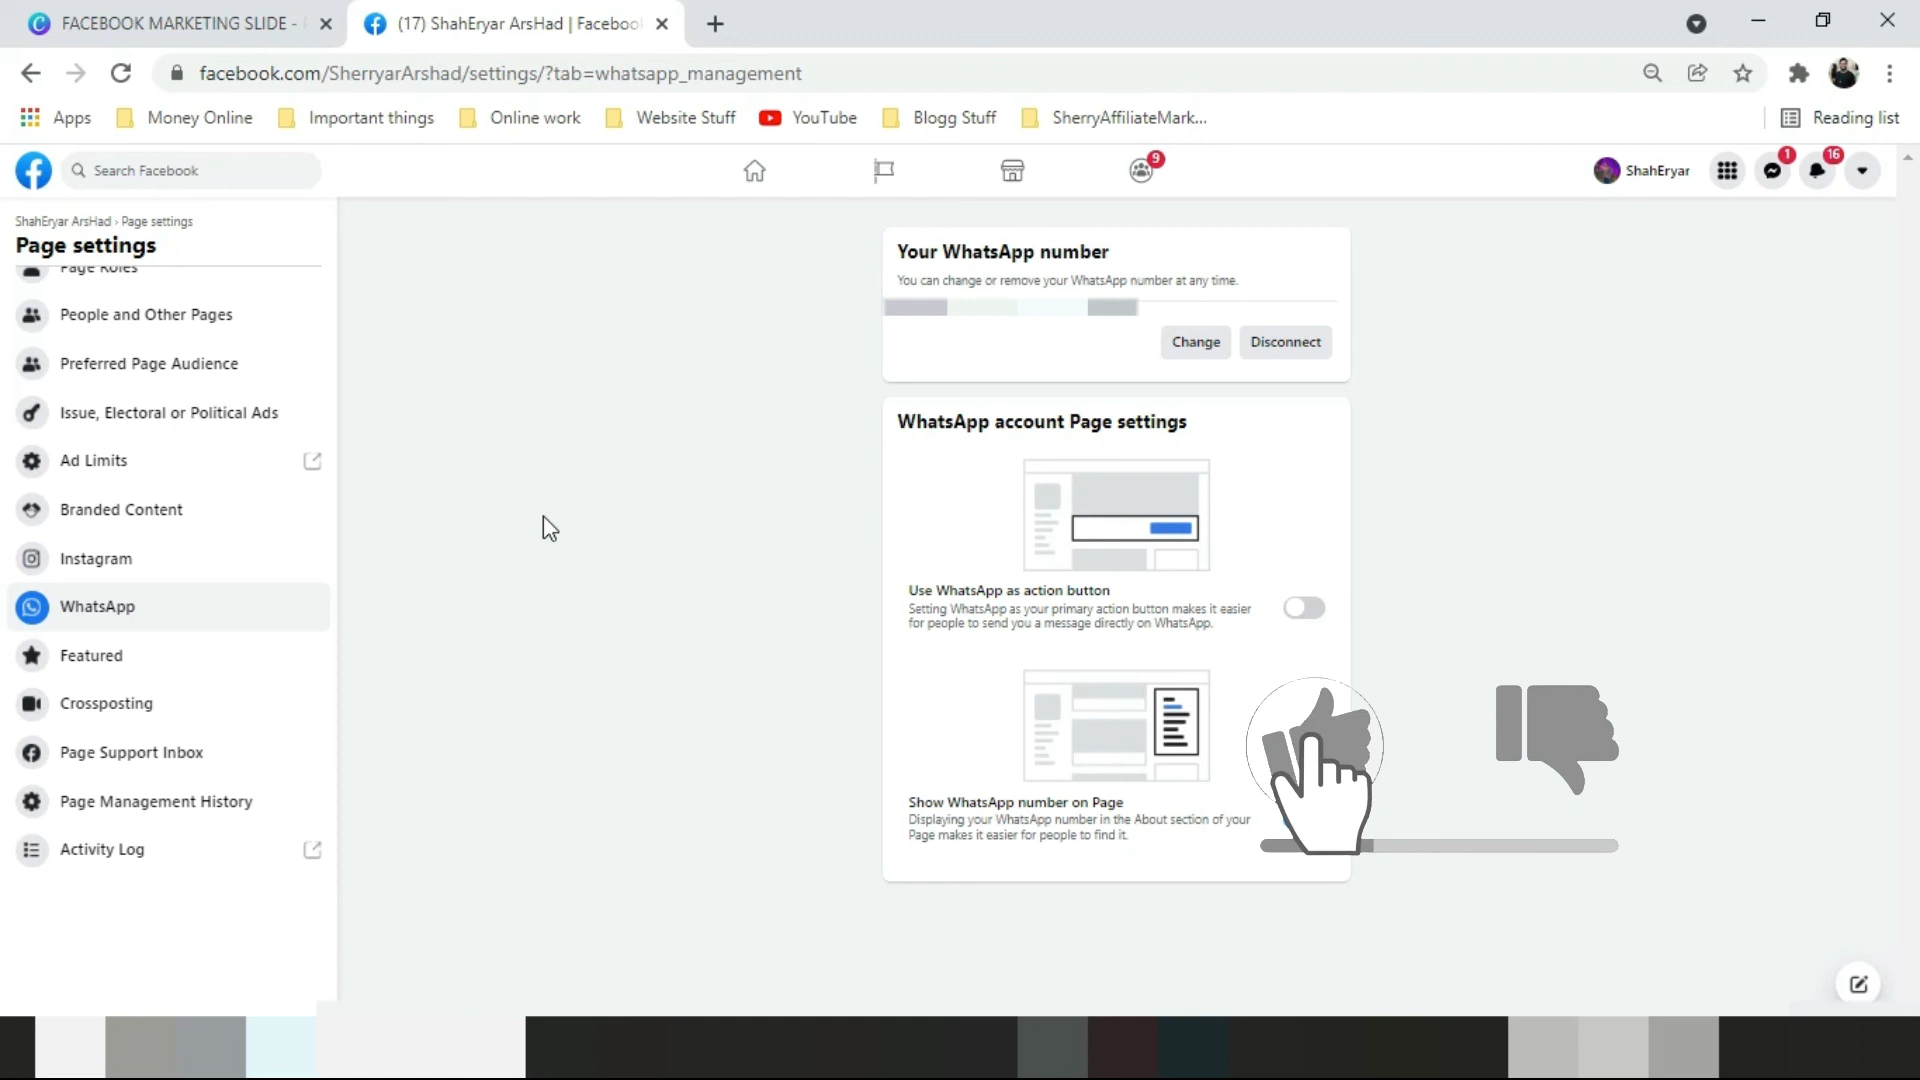 FACEBOOK MARKETING SLIDE -
(17) ShahEryar ArsHad | Faceboo
facebook.com/SherryarArshad/settings/?tab=whatsapp_management
Apps
Money Online
Important things
Online work
Website Stuff
YouTube
Blogg Stuff
SherryAffiliateMark...
Reading list
Search Facebook
9
ShahEryar
1
16
ShahEryar ArsHad › Page settings
Page settings
Page Roles
People and Other Pages
Preferred Page Audience
Issue, Electoral or Political Ads
Ad Limits
Branded Content
Instagram
WhatsApp
Featured
Crossposting
Page Support Inbox
Page Management History
Activity Log
Your WhatsApp number
You can change or remove your WhatsApp number at any time.
Change
Disconnect
WhatsApp account Page settings
Use WhatsApp as action button
Setting WhatsApp as your primary action button makes it easier
for people to send you a message directly on WhatsApp.
Show WhatsApp number on Page
Displaying your WhatsApp number in the About section of your
Page makes it easier for people to find it.